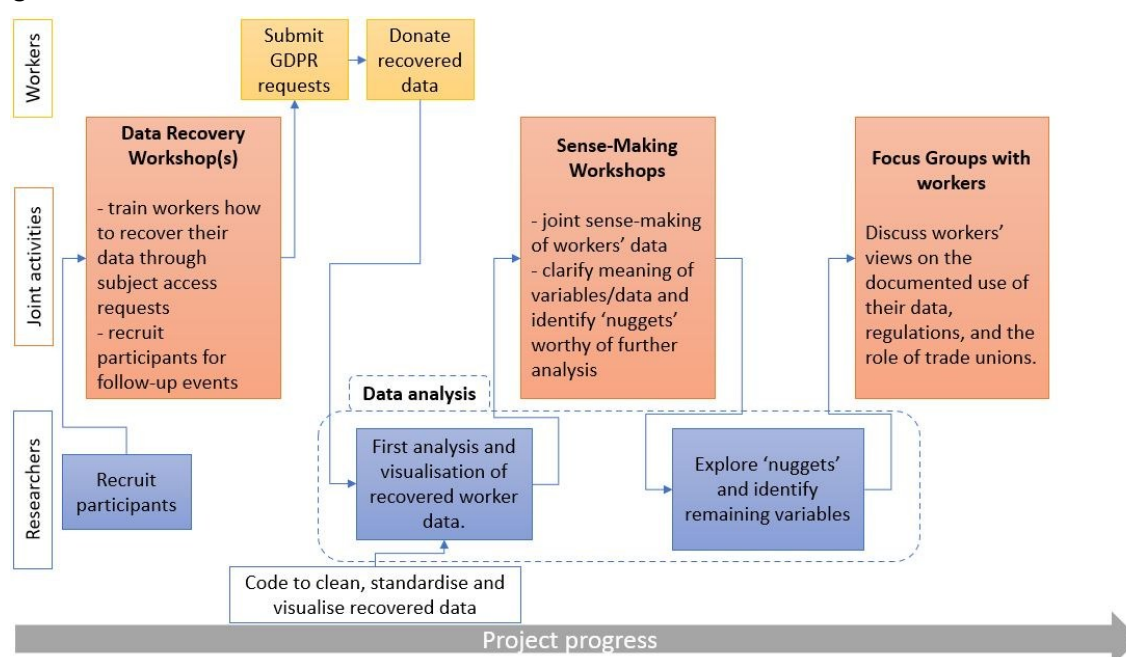 Workers
Submit
GDPR
requests
Donate
recovered
data
Joint activities
Data Recovery
Workshop(s)
- train workers how
to recover their
data through
subject access
requests
- recruit
participants for
follow-up events
Sense-Making
Workshops
- joint sense-making
of workers’ data
- clarify meaning of
variables/data and
identify ‘nuggets’
worthy of further
analysis
Focus Groups with
workers
Discuss workers’
views on the
documented use of
their data,
regulations, and the
role of trade unions.
Researchers
Recruit
participants
Data analysis
First analysis and
visualisation of
recovered worker
data.
Explore ‘nuggets’
and identify
remaining variables
Code to clean, standardise and
visualise recovered data
Project progress